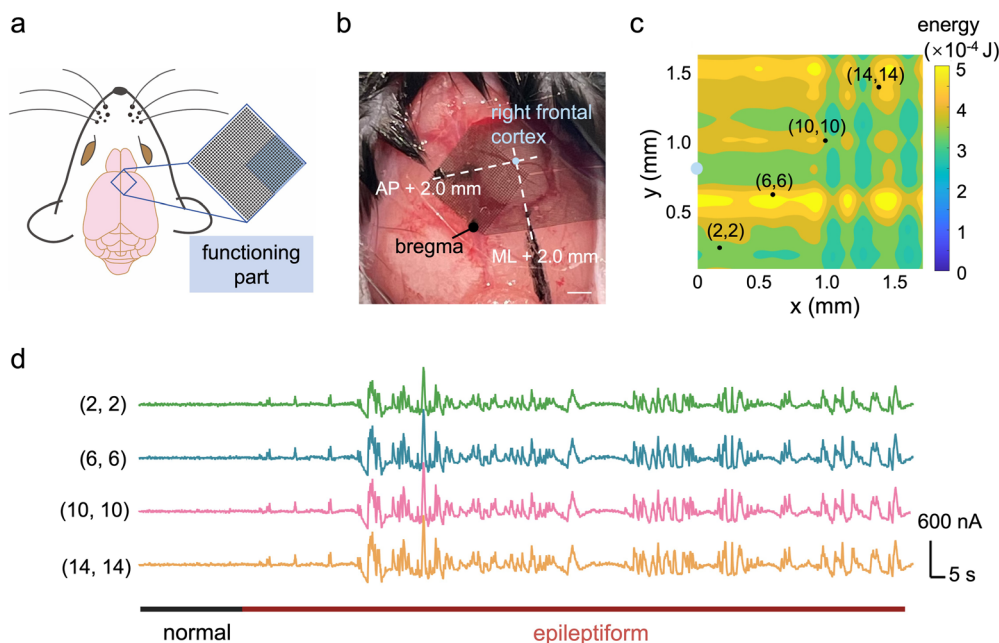 a
functioning
part
b
right frontal
cortex
AP + 2.0 mm
bregma
ML + 2.0 mm
c
energy
(×10⁻⁴ J)
(14,14)
(10,10)
(6,6)
(2,2)
1.5
1.0
0.5
y (mm)
0
0.5
1.0
1.5
x (mm)
5
4
3
2
1
0
d
(2, 2)
(6, 6)
(10, 10)
(14, 14)
600 nA
5 s
normal
epileptiform